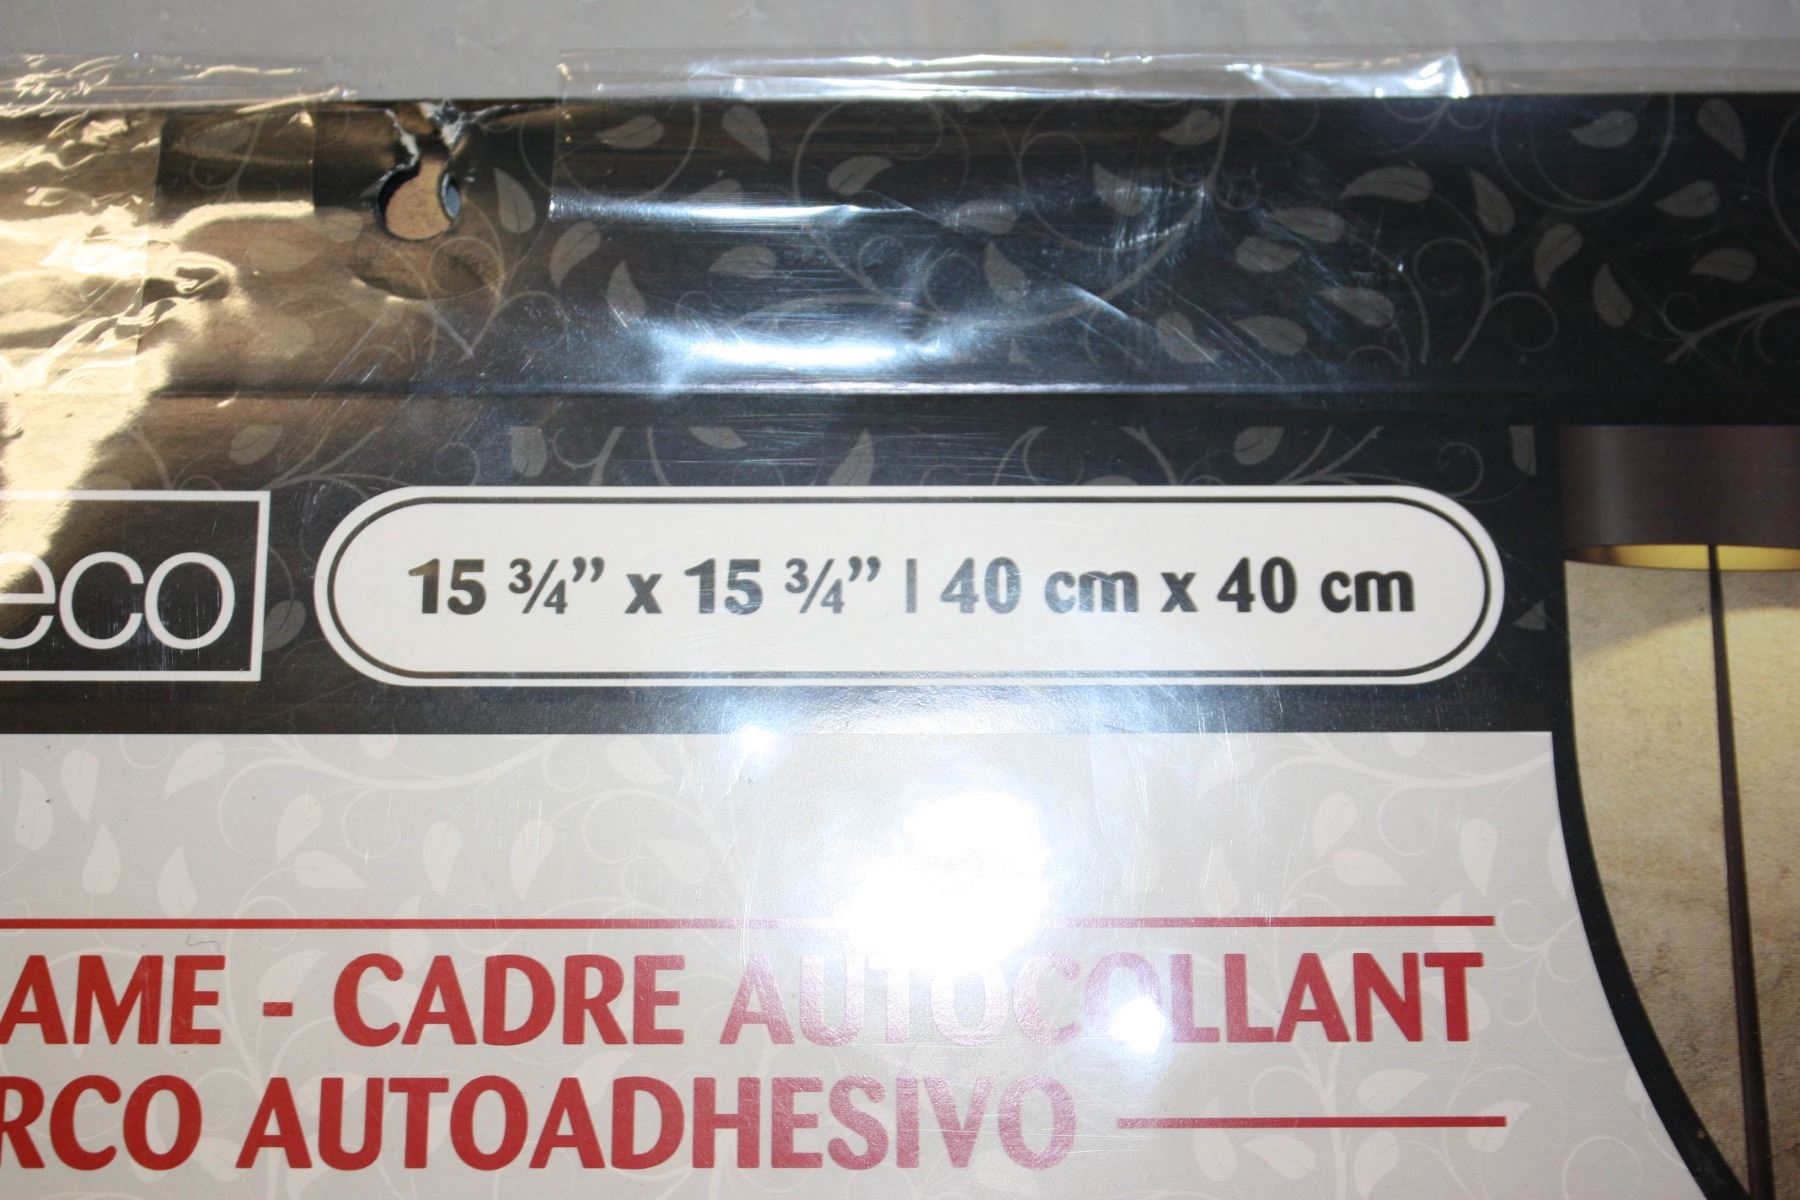 eco
15 ¾” x 15 ¾” | 40 cm x 40 cm
AME - CADRE AUTOCOLLANT
RCO AUTOADHESIVO